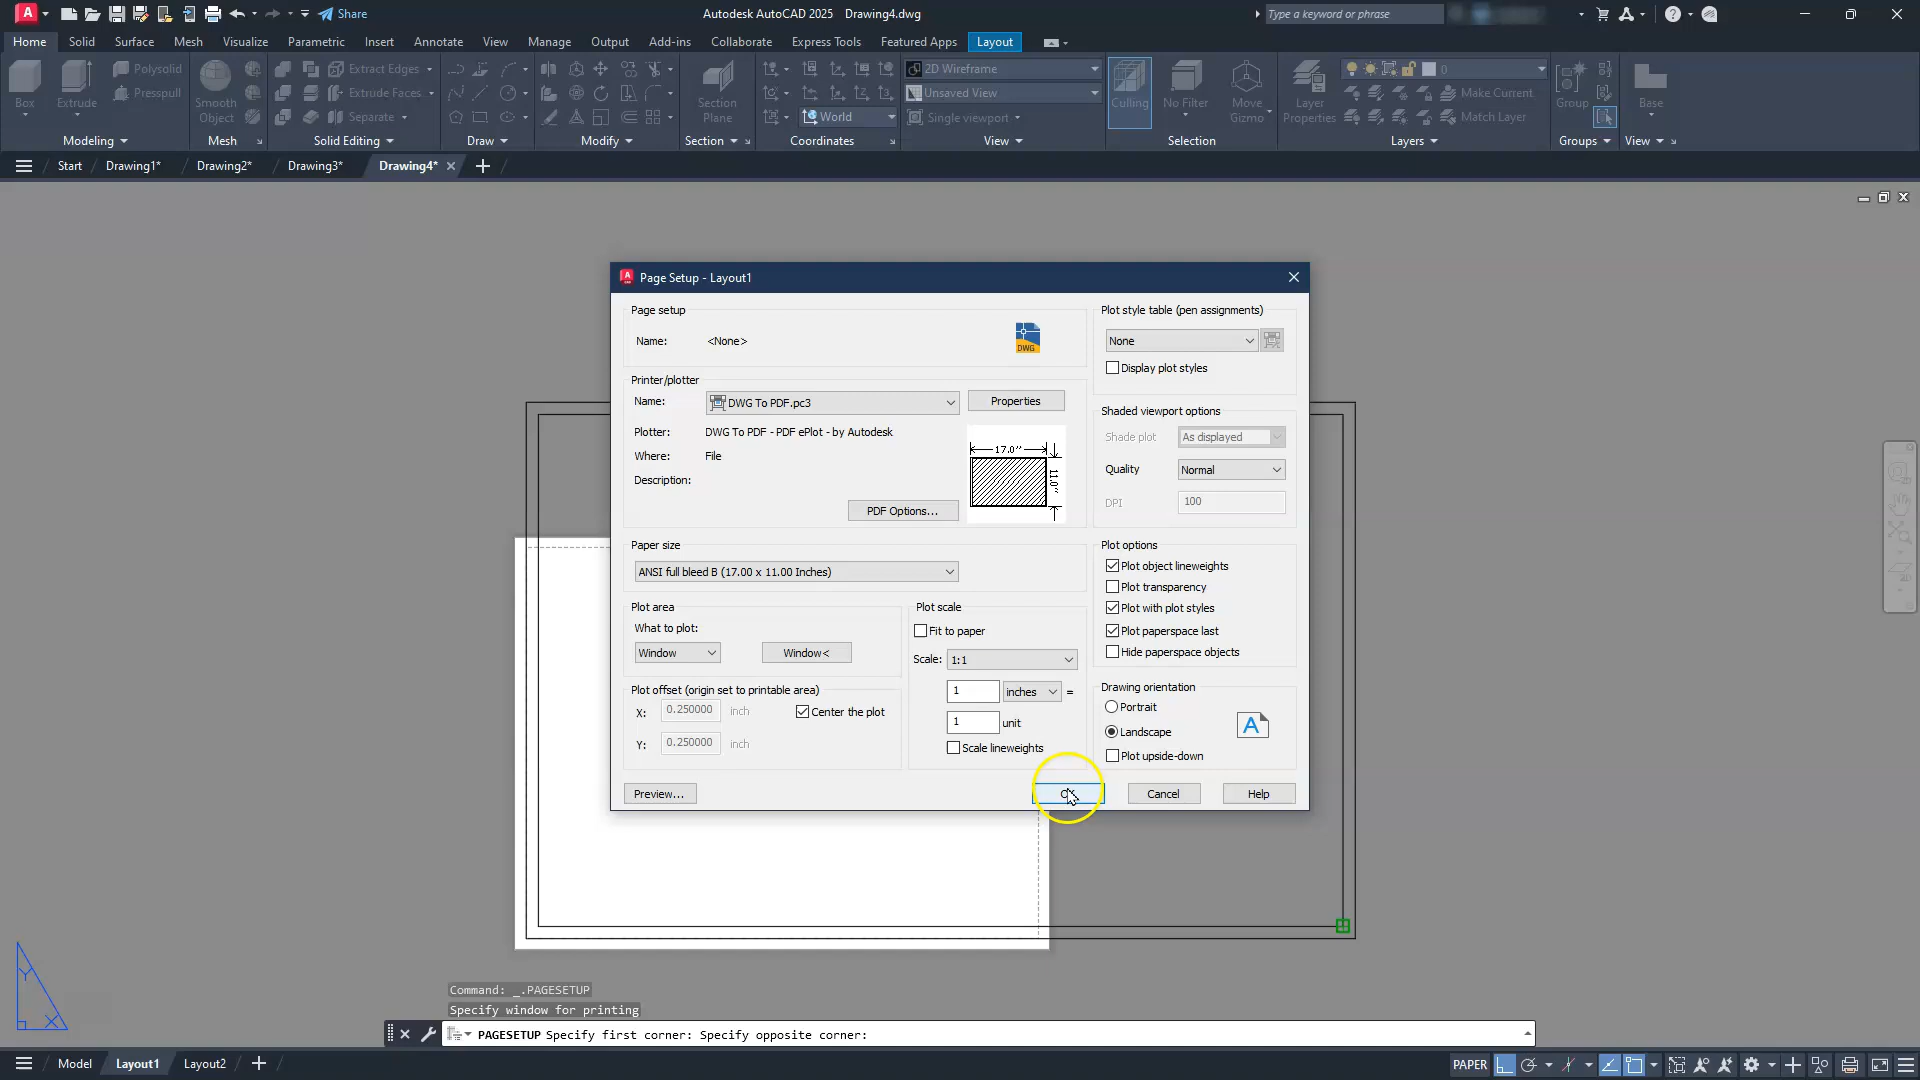 Share
Autodesk AutoCAD 2025 Drawing4.dwg
Type a keyword or phrase
Home Solid Surface Mesh Visualize Parametric Insert Annotate View Manage Output Add-ins Collaborate Express Tools Featured Apps Layout
Polysolid Extract Edges 2D Wireframe 0
Presspull Extrude Faces Unsaved View Make Current
Box Extrude Smooth Object Separate Section Plane World Single viewport Culling No Filter Move Gizmo Layer Properties Match Layer Group Base
Modeling Mesh Solid Editing Draw Modify Section Coordinates View Selection Layers Groups View
Start Drawing1* Drawing2* Drawing3* Drawing4*
Page Setup - Layout1
Page setup
Name: <None>
DWG
Printer/plotter
Name: DWG To PDF.pc3 Properties
Plotter: DWG To PDF - PDF ePlot - by Autodesk
Where: File
Description:
17.0''
11.0''
PDF Options...
Paper size
ANSI full bleed B (17.00 x 11.00 Inches)
Plot area
What to plot:
Window Window<
Plot offset (origin set to printable area)
X: 0.250000 inch Center the plot
Y: 0.250000 inch
Plot scale
Fit to paper
Scale: 1:1
1 inches =
1 unit
Scale lineweights
Plot style table (pen assignments)
None
Display plot styles
Shaded viewport options
Shade plot As displayed
Quality Normal
DPI 100
Plot options
Plot object lineweights
Plot transparency
Plot with plot styles
Plot paperspace last
Hide paperspace objects
Drawing orientation
Portrait
Landscape
A
Plot upside-down
Preview... Cancel Help
Y
X
Command: _.PAGESETUP
Specify window for printing
PAGESETUP Specify first corner: Specify opposite corner:
Model Layout1 Layout2 PAPER